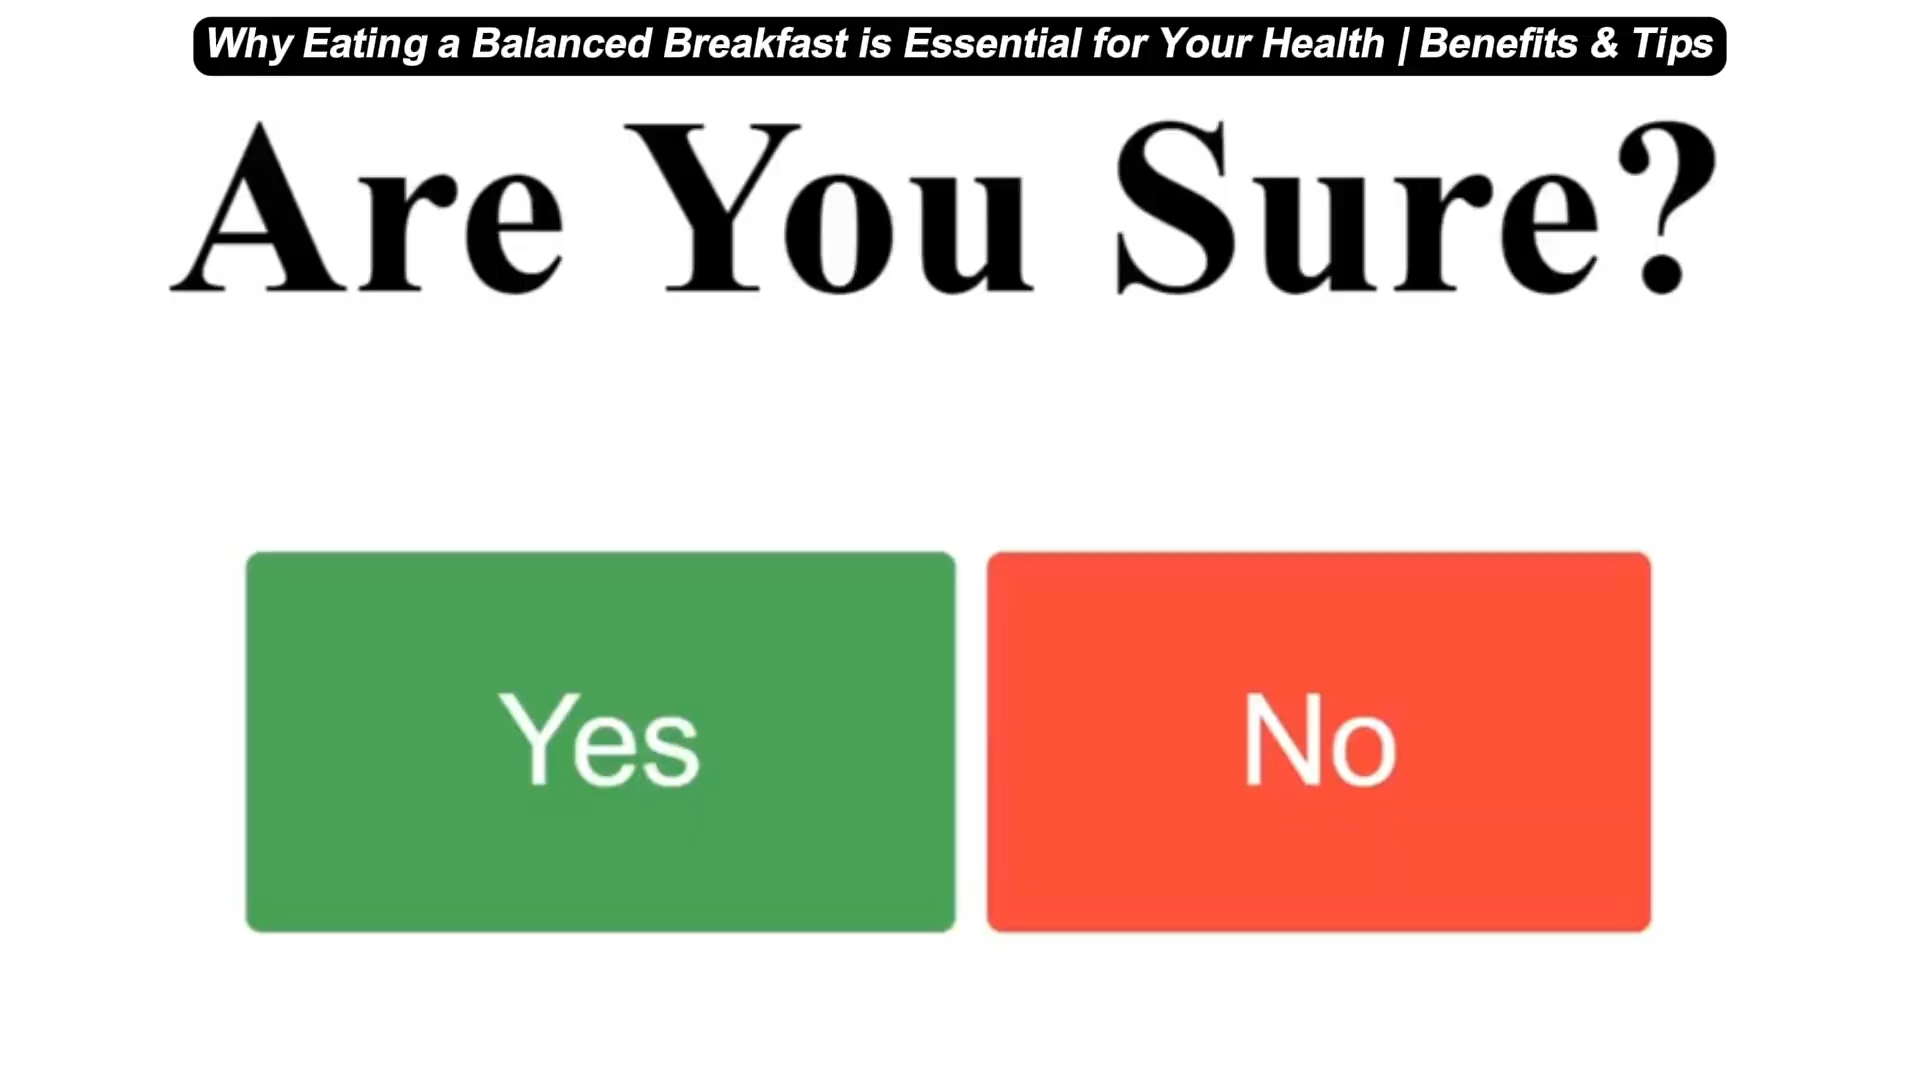 Why Eating a Balanced Breakfast is Essential for Your Health | Benefits & Tips
Are You Sure?
Yes
No